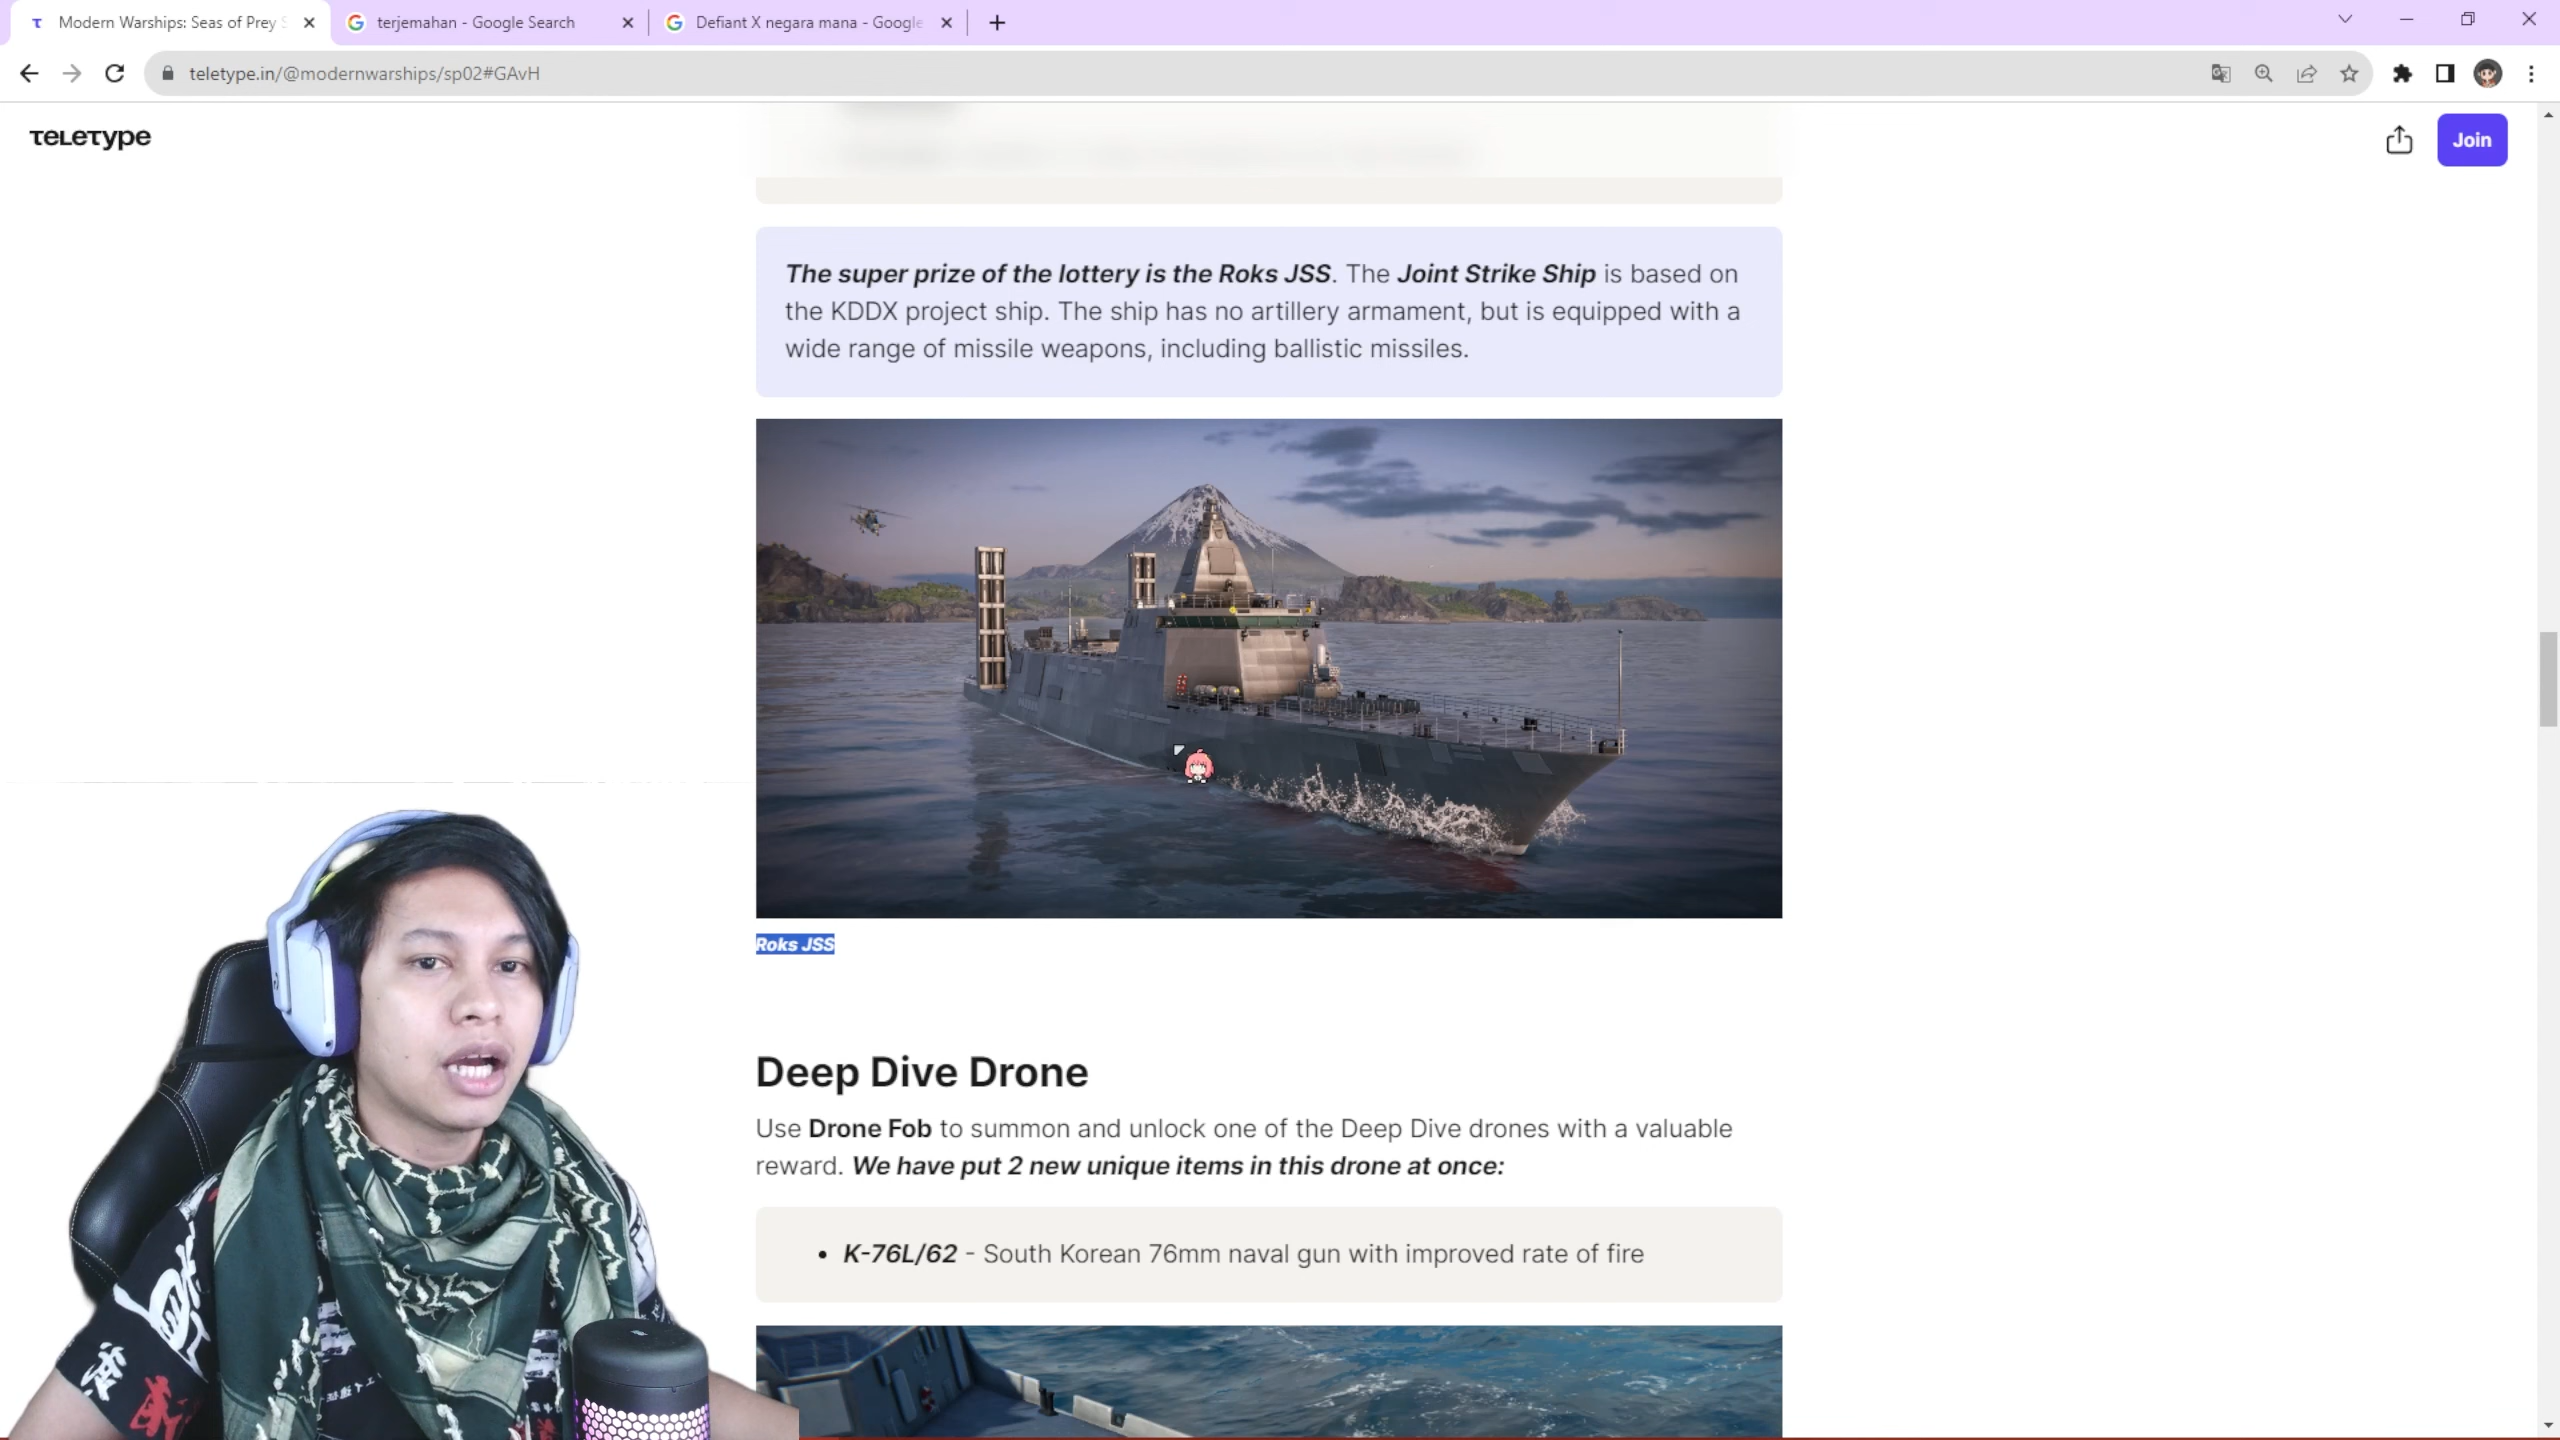 Modern Warships: Seas of Prey S
terjemahan - Google Search
Defiant X negara mana - Google
teletype.in/@modernwarships/sp02#GAvH
TELETYPE
Join
The super prize of the lottery is the Roks JSS. The Joint Strike Ship is based on
the KDDX project ship. The ship has no artillery armament, but is equipped with a
wide range of missile weapons, including ballistic missiles.
Roks JSS
Deep Dive Drone
Use Drone Fob to summon and unlock one of the Deep Dive drones with a valuable
reward. We have put 2 new unique items in this drone at once:
• K-76L/62 - South Korean 76mm naval gun with improved rate of fire